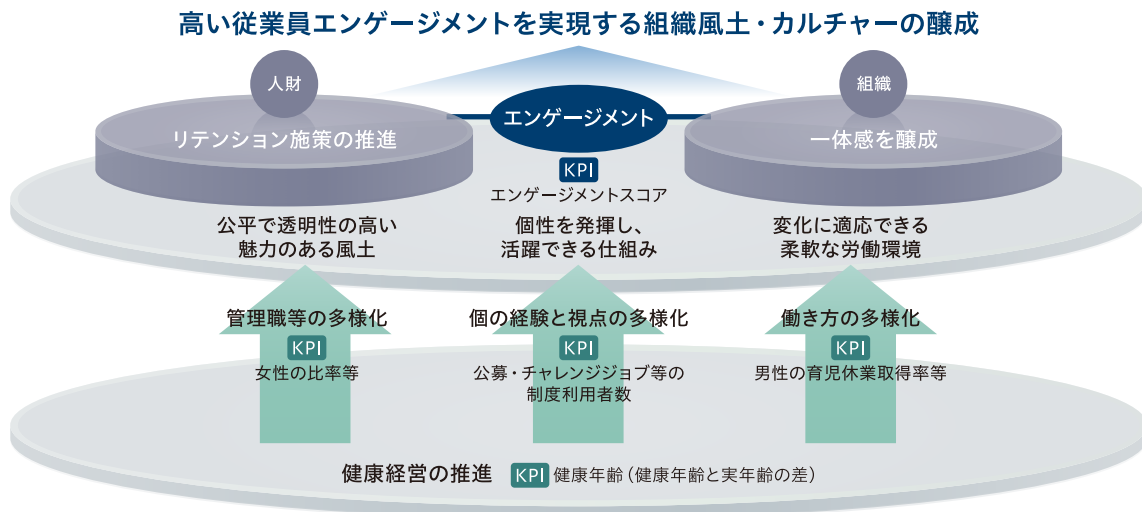 高い従業員エンゲージメントを実現する組織風土・カルチャーの醸成
人財
リテンション施策の推進
エンゲージメント
KPI
エンゲージメントスコア
組織
一体感を醸成
公平で透明性の高い
魅力のある風土
個性を発揮し、
活躍できる仕組み
変化に適応できる
柔軟な労働環境
管理職等の多様化
KPI
女性の比率等
個の経験と視点の多様化
KPI
公募・チャレンジジョブ等の
制度利用者数
働き方の多様化
KPI
男性の育児休業取得率等
健康経営の推進 KPI 健康年齢(健康年齢と実年齢の差)